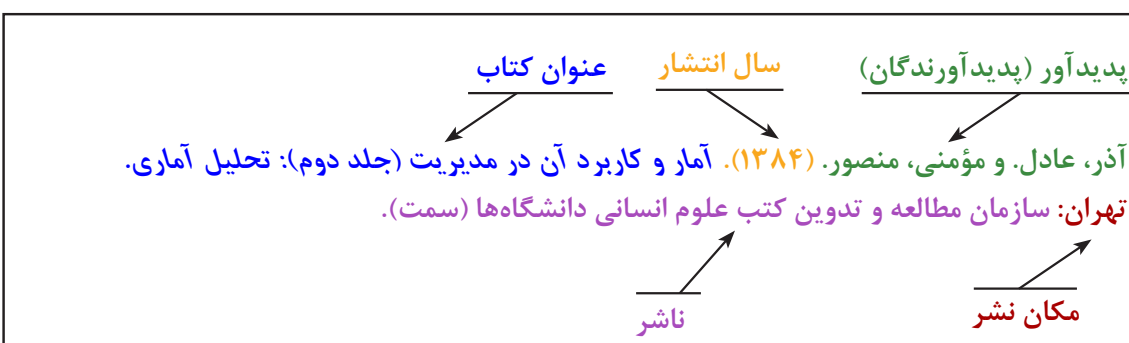 پدیدآور (پدیدآورندگان) سال انتشار عنوان کتاب
آذر، عادل. و مؤمنی، منصور. (۱۳۸۴). آمار و کاربرد آن در مدیریت (جلد دوم): تحلیل آماری.
تهران: سازمان مطالعه و تدوین کتب علوم انسانی دانشگاه‌ها (سمت).
مکان نشر ناشر